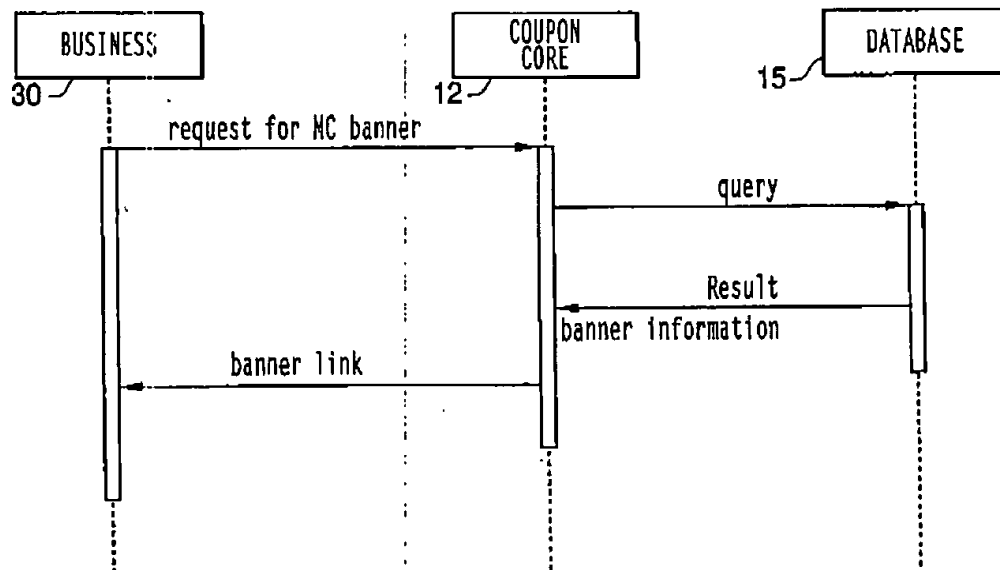 BUSINESS
COUPON
CORE
DATABASE
30
12
15
request for MC banner
query
Result
banner information
banner link